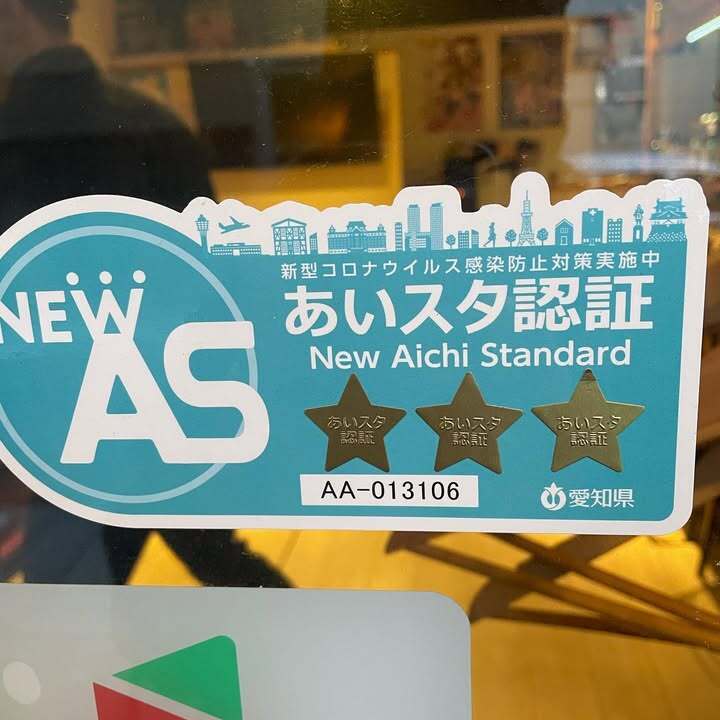 新型コロナウイルス感染防止対策実施中
あいスタ認証
New Aichi Standard
NEW
AS
あいスタ
認証
あいスタ
認証
あいスタ
認証
AA-013106
愛知県